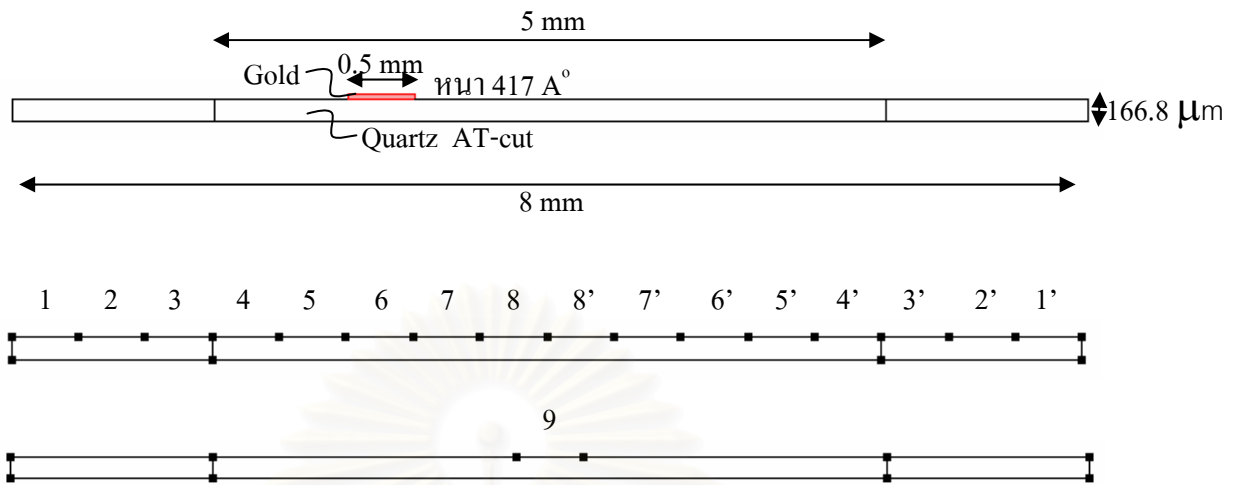 5 mm
Gold 0.5 mm หนา 417 A°
166.8 μm
Quartz AT-cut
8 mm
1 2 3 4 5 6 7 8 8’ 7’ 6’ 5’ 4’ 3’ 2’ 1’
9